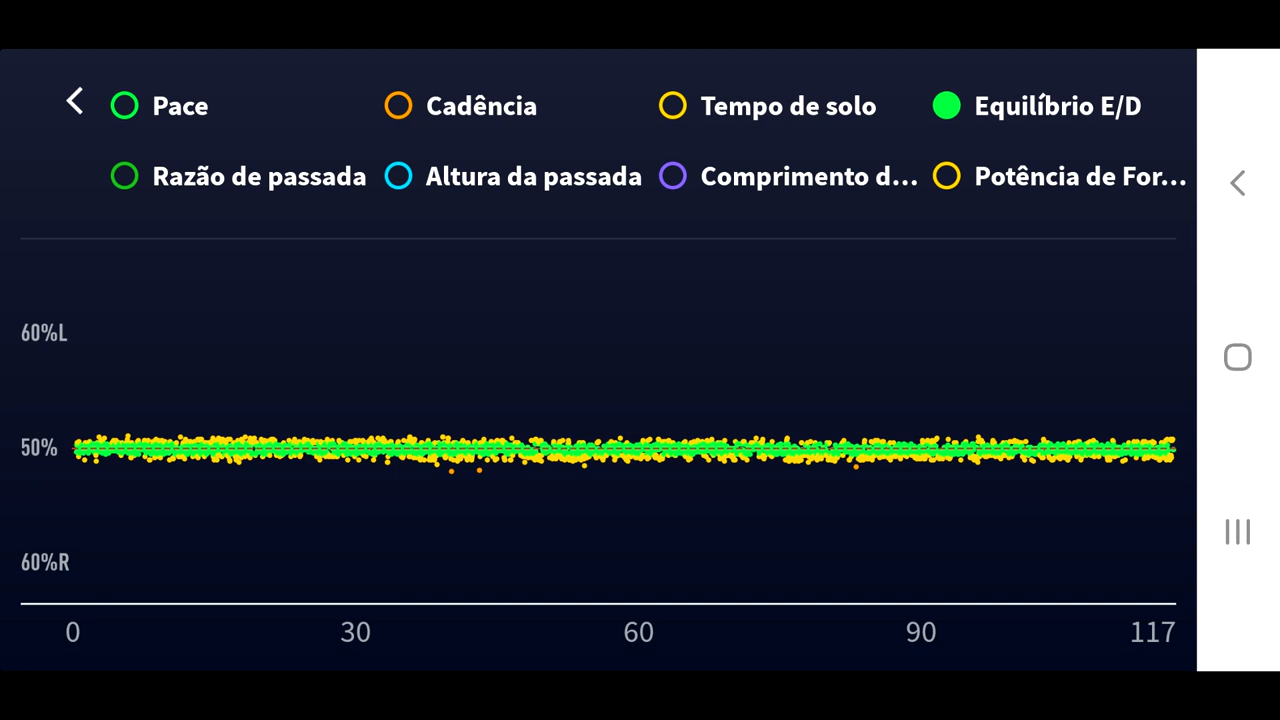 Pace Cadência Tempo de solo Equilíbrio E/D
Razão de passada Altura da passada Comprimento d... Potência de For...
60%L
50%
60%R
0 30 60 90 117